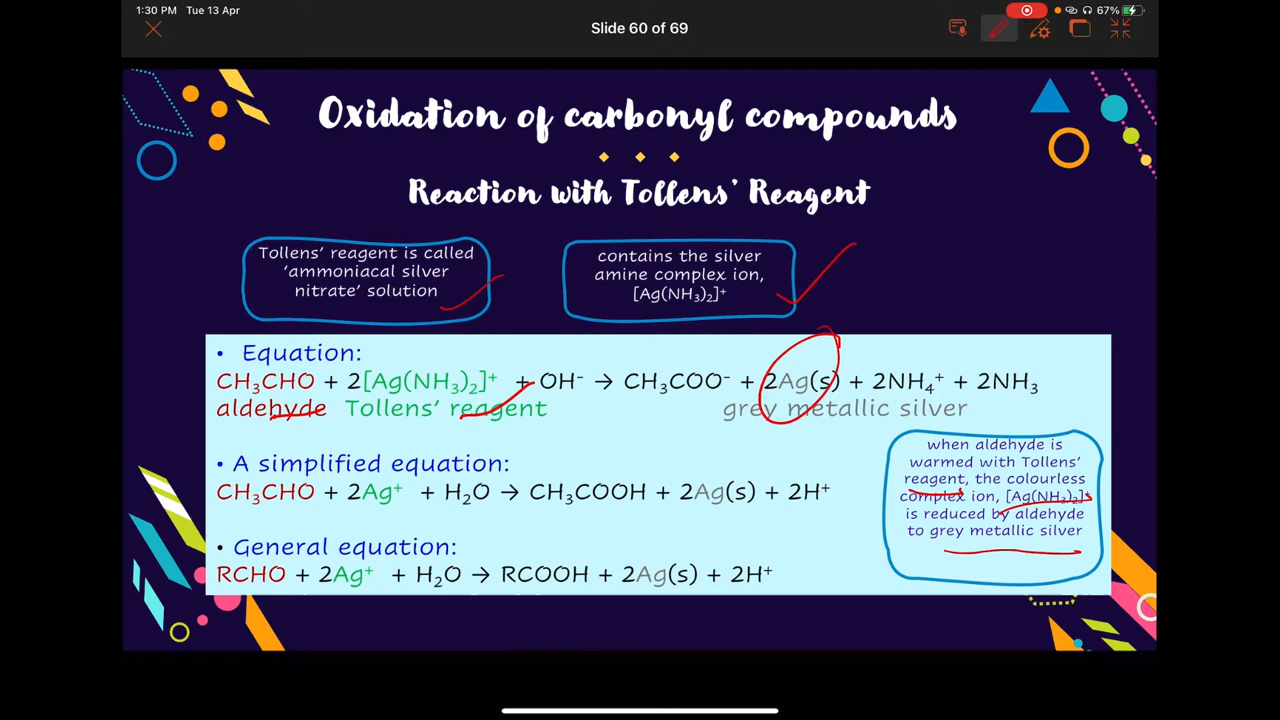 1:30 PM Tue 13 Apr
67%
Slide 60 of 69
Oxidation of carbonyl compounds
Reaction with Tollens' Reagent
Tollens' reagent is called
'ammoniacal silver
nitrate' solution
contains the silver
amine complex ion,
[Ag(NH₃)₂]⁺
• Equation:
CH₃CHO + 2[Ag(NH₃)₂]⁺ + OH⁻ → CH₃COO⁻ + 2Ag(s) + 2NH₄⁺ + 2NH₃
aldehyde Tollens' reagent grey metallic silver
• A simplified equation:
CH₃CHO + 2Ag⁺ + H₂O → CH₃COOH + 2Ag(s) + 2H⁺
• General equation:
RCHO + 2Ag⁺ + H₂O → RCOOH + 2Ag(s) + 2H⁺
when aldehyde is
warmed with Tollens'
reagent, the colourless
complex ion, [Ag(NH₃)₂]⁺
is reduced by aldehyde
to grey metallic silver